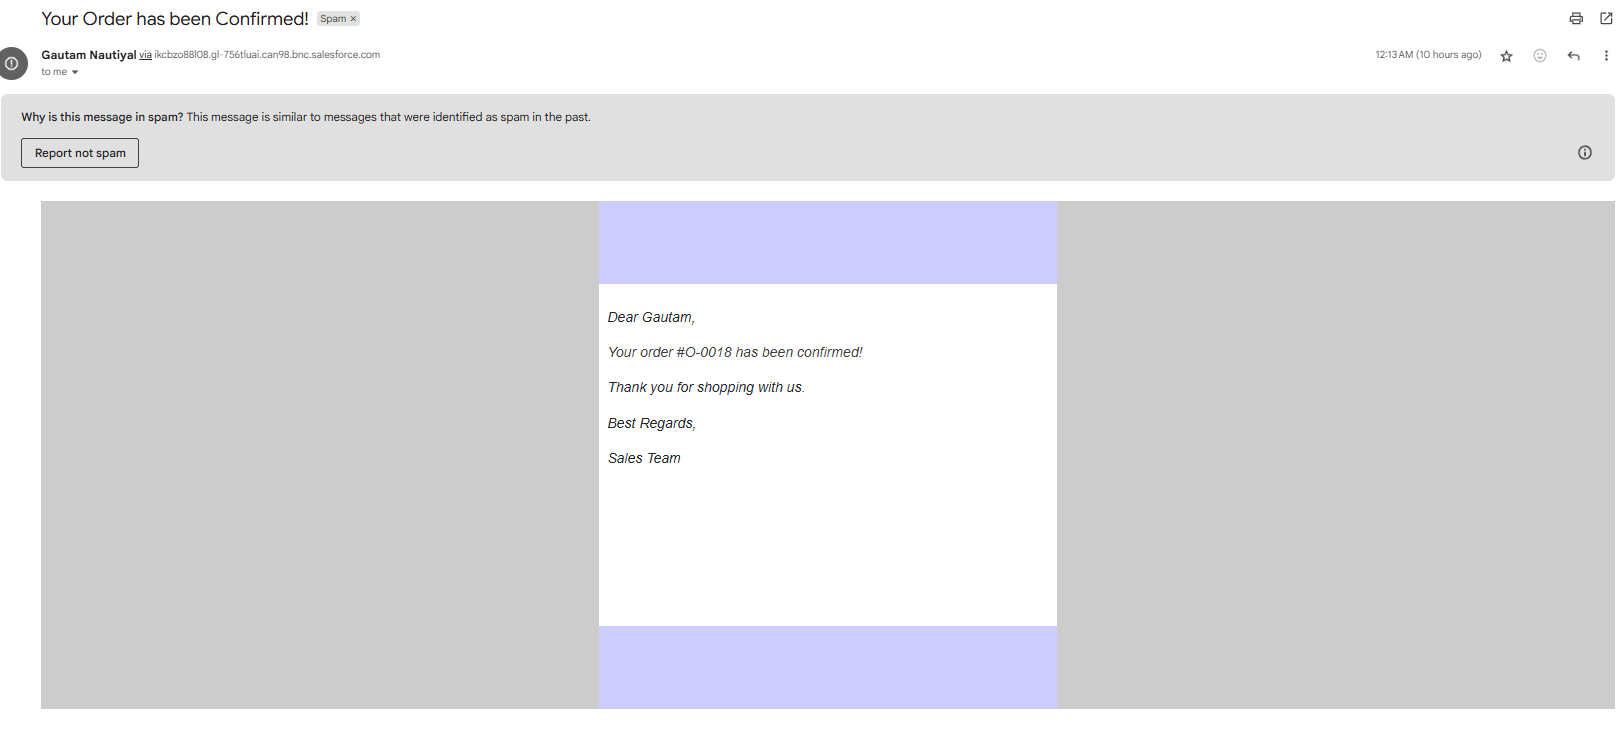 Your Order has been Confirmed! Spam ×
Gautam Nautiyal via ikcbzo88l08.gl-756tluai.can98.bnc.salesforce.com 12:13 AM (10 hours ago)
to me
Why is this message in spam? This message is similar to messages that were identified as spam in the past.
Report not spam
Dear Gautam,
Your order #O-0018 has been confirmed!
Thank you for shopping with us.
Best Regards,
Sales Team